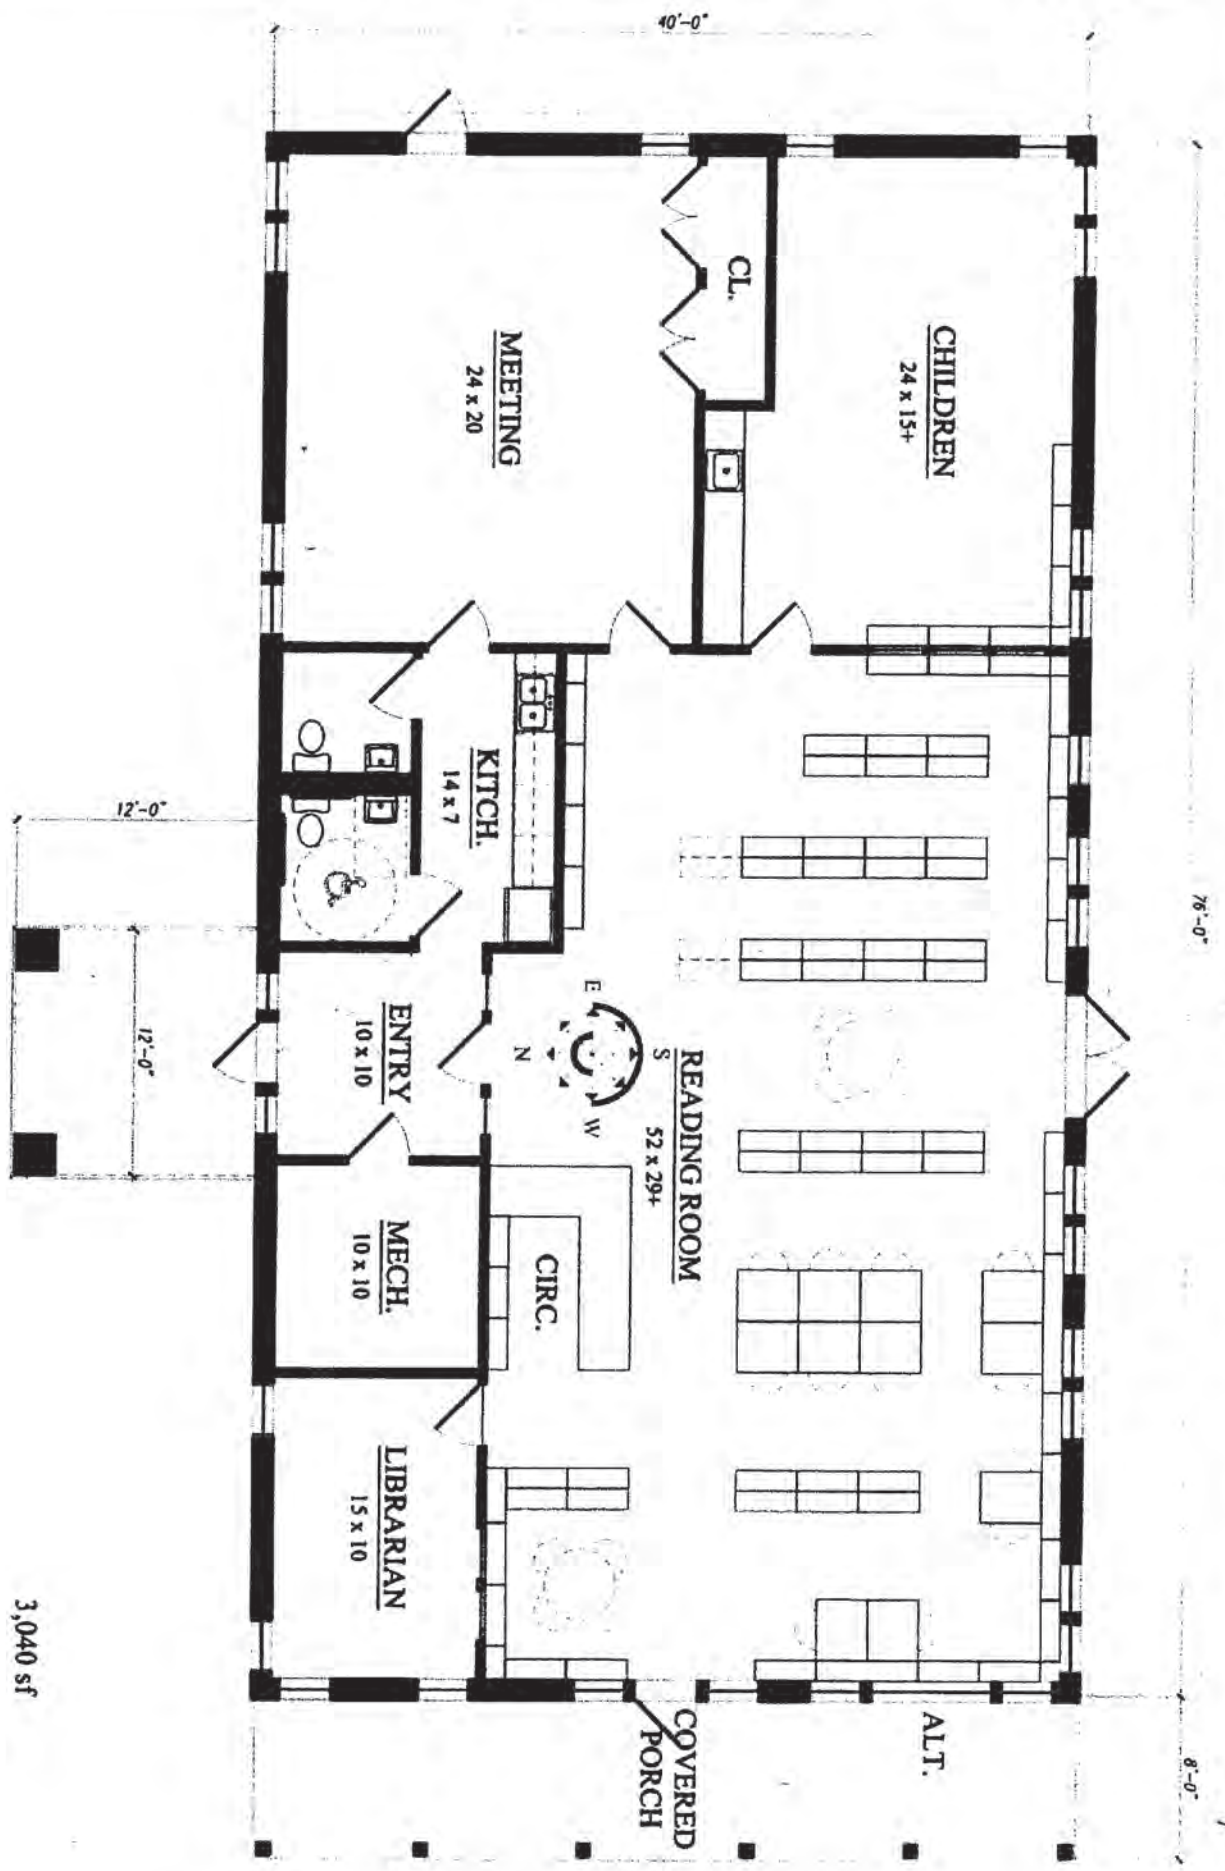 40'-0"
76'-0"
CL.
CHILDREN
24 x 15+
MEETING
24 x 20
KITCH.
14 x 7
12'-0"
12'-0"
ENTRY
10 x 10
E
N
S
W
READING ROOM
52 x 29+
MECH.
10 x 10
CIRC.
LIBRARIAN
15 x 10
3,040 sf
COVERED
PORCH
ALT.
8'-0"